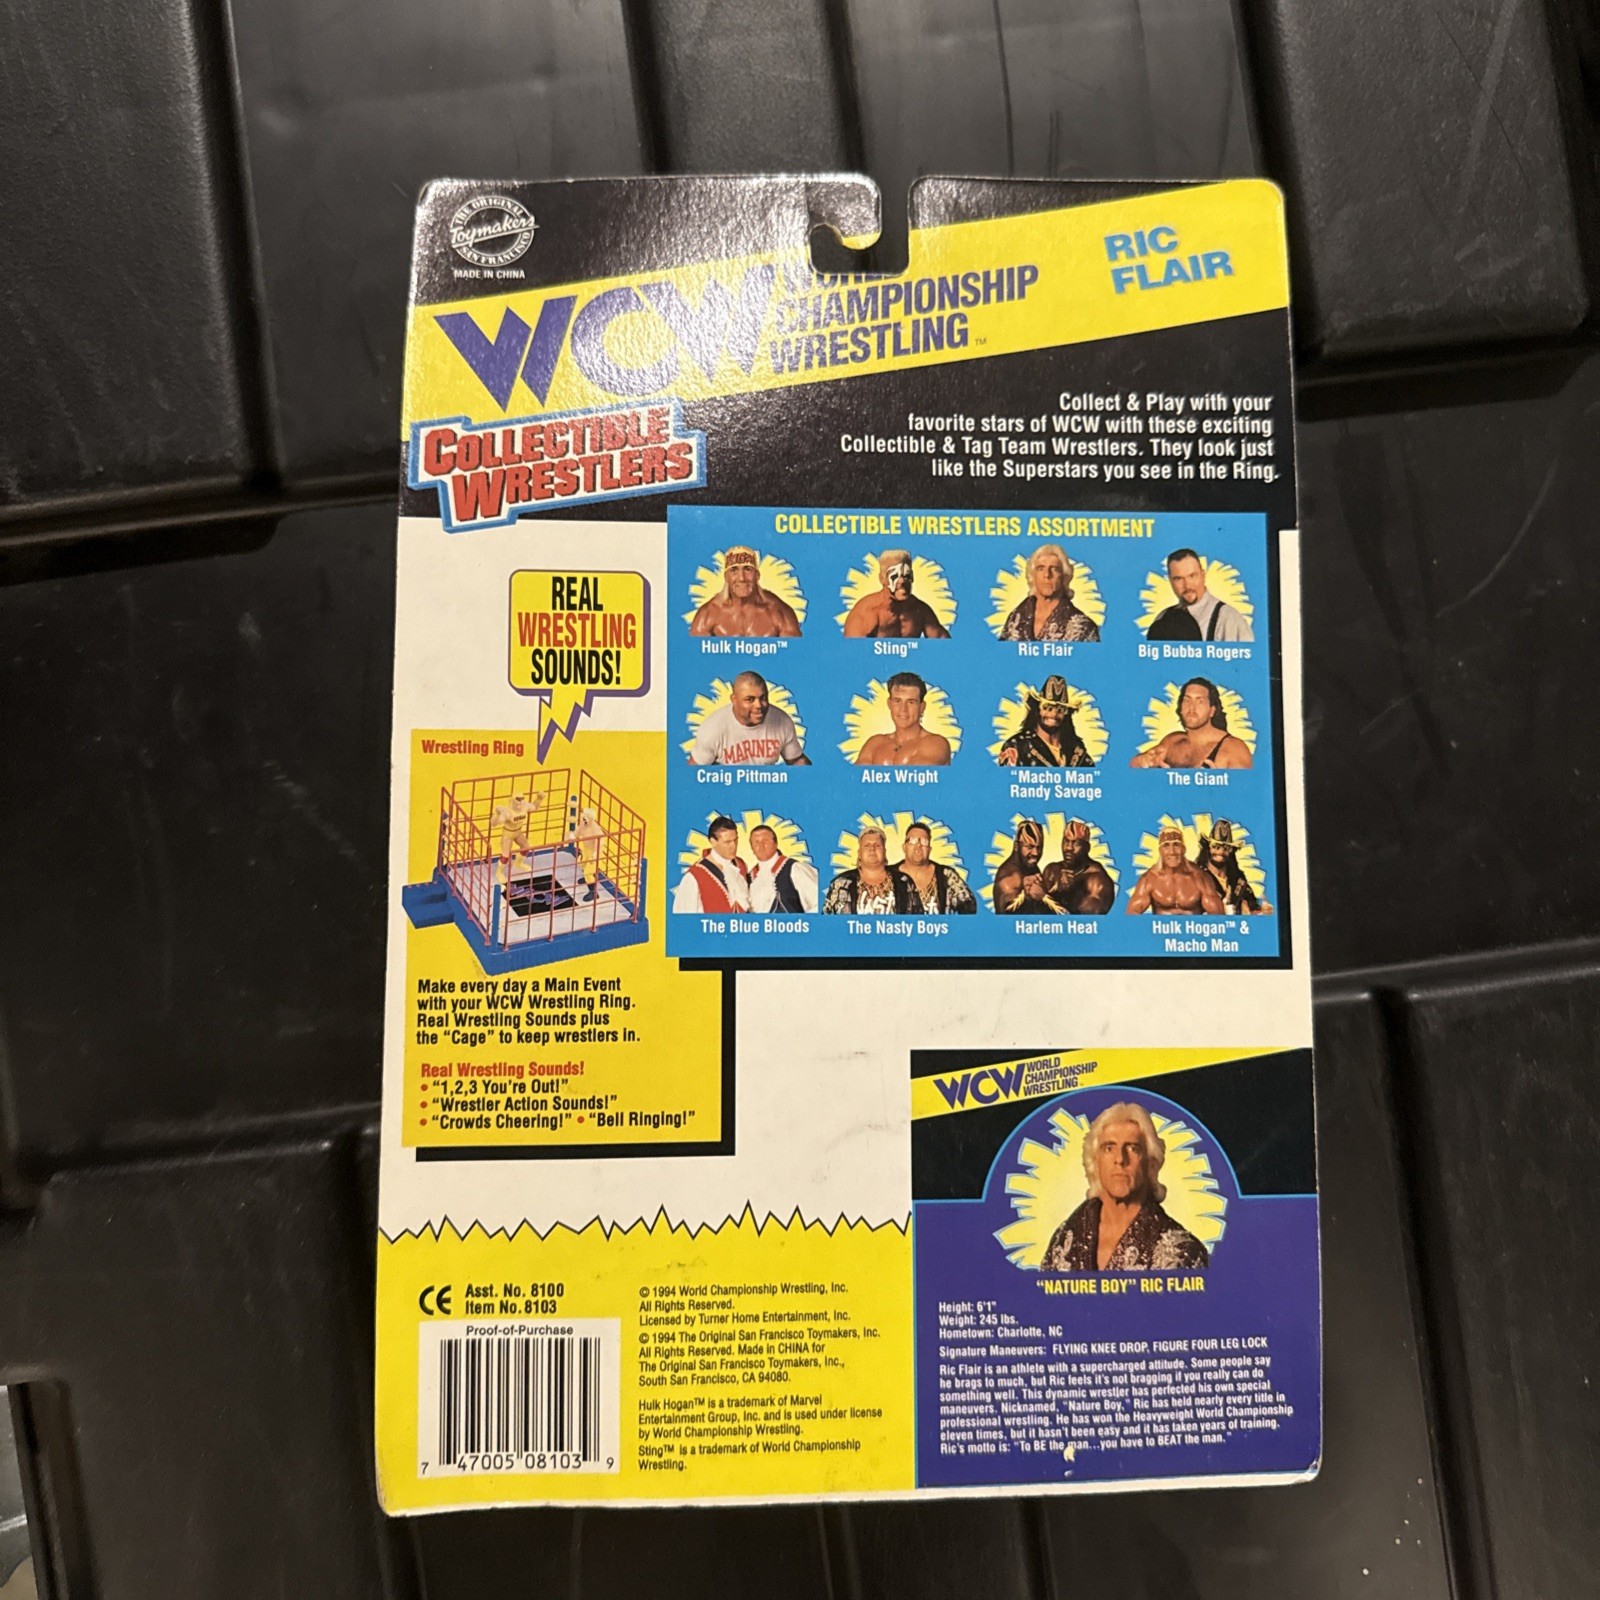 THE ORIGINAL
Toymakers
SAN FRANCISCO
MADE IN CHINA
WCW WORLD
CHAMPIONSHIP
WRESTLING™
RIC
FLAIR
COLLECTIBLE
WRESTLERS
Collect & Play with your
favorite stars of WCW with these exciting
Collectible & Tag Team Wrestlers. They look just
like the Superstars you see in the Ring.
COLLECTIBLE WRESTLERS ASSORTMENT
Hulk Hogan™
Sting™
Ric Flair
Big Bubba Rogers
MARINES
Craig Pittman
Alex Wright
"Macho Man"
Randy Savage
The Giant
The Blue Bloods
The Nasty Boys
Harlem Heat
Hulk Hogan™ &
Macho Man
REAL
WRESTLING
SOUNDS!
Wrestling Ring
Make every day a Main Event
with your WCW Wrestling Ring.
Real Wrestling Sounds plus
the "Cage" to keep wrestlers in.
Real Wrestling Sounds!
• "1,2,3 You're Out!"
• "Wrestler Action Sounds!"
• "Crowds Cheering!" • "Bell Ringing!"
CE Asst. No. 8100
Item No. 8103
Proof-of-Purchase
7 47005 08103 9
© 1994 World Championship Wrestling, Inc.
All Rights Reserved.
Licensed by Turner Home Entertainment, Inc.
© 1994 The Original San Francisco Toymakers, Inc.
All Rights Reserved. Made in CHINA for
The Original San Francisco Toymakers, Inc.,
South San Francisco, CA 94080.
Hulk Hogan™ is a trademark of Marvel
Entertainment Group, Inc. and is used under license
by World Championship Wrestling.
Sting™ is a trademark of World Championship
Wrestling.
WCW WORLD
CHAMPIONSHIP
WRESTLING™
"NATURE BOY" RIC FLAIR
Height: 6'1"
Weight: 245 lbs.
Hometown: Charlotte, NC
Signature Maneuvers: FLYING KNEE DROP, FIGURE FOUR LEG LOCK
Ric Flair is an athlete with a supercharged attitude. Some people say
he brags to much, but Ric feels it's not bragging if you really can do
something well. This dynamic wrestler has perfected his own special
maneuvers. Nicknamed, "Nature Boy," Ric has held nearly every title in
professional wrestling. He has won the Heavyweight World Championship
eleven times, but it hasn't been easy and it has taken years of training.
Ric's motto is: "To BE the man...you have to BEAT the man."